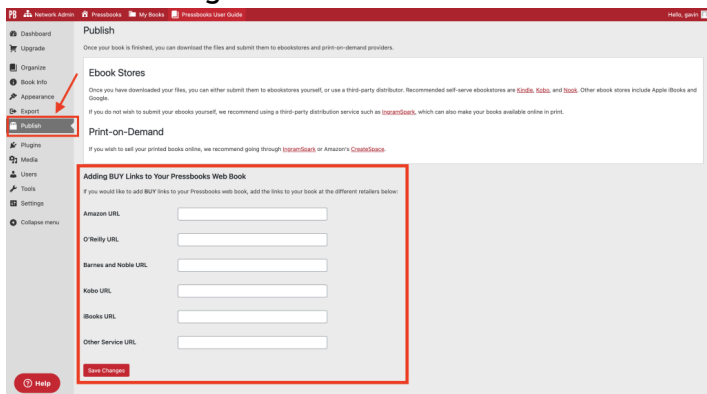 PB Network Admin Pressbooks My Books Pressbooks User Guide Hello, gavin
Dashboard
Upgrade
Organize
Book Info
Appearance
Export
Publish
Plugins
Media
Users
Tools
Settings
Collapse menu
Help
Publish
Once your book is finished, you can download the files and submit them to ebookstores and print-on-demand providers.
Ebook Stores
Once you have downloaded your files, you can either submit them to ebookstores yourself, or use a third-party distributor. Recommended self-serve ebookstores are Kindle, Kobo, and Nook. Other ebook stores include Apple iBooks and
Google.
If you do not wish to submit your ebooks yourself, we recommend using a third-party distribution service such as IngramSpark, which can also make your books available online in print.
Print-on-Demand
If you wish to sell your printed books online, we recommend going through IngramSpark or Amazon's CreateSpace.
Adding BUY Links to Your Pressbooks Web Book
If you would like to add BUY links to your Pressbooks web book, add the links to your book at the different retailers below:
Amazon URL
O'Reilly URL
Barnes and Noble URL
Kobo URL
iBooks URL
Other Service URL
Save Changes